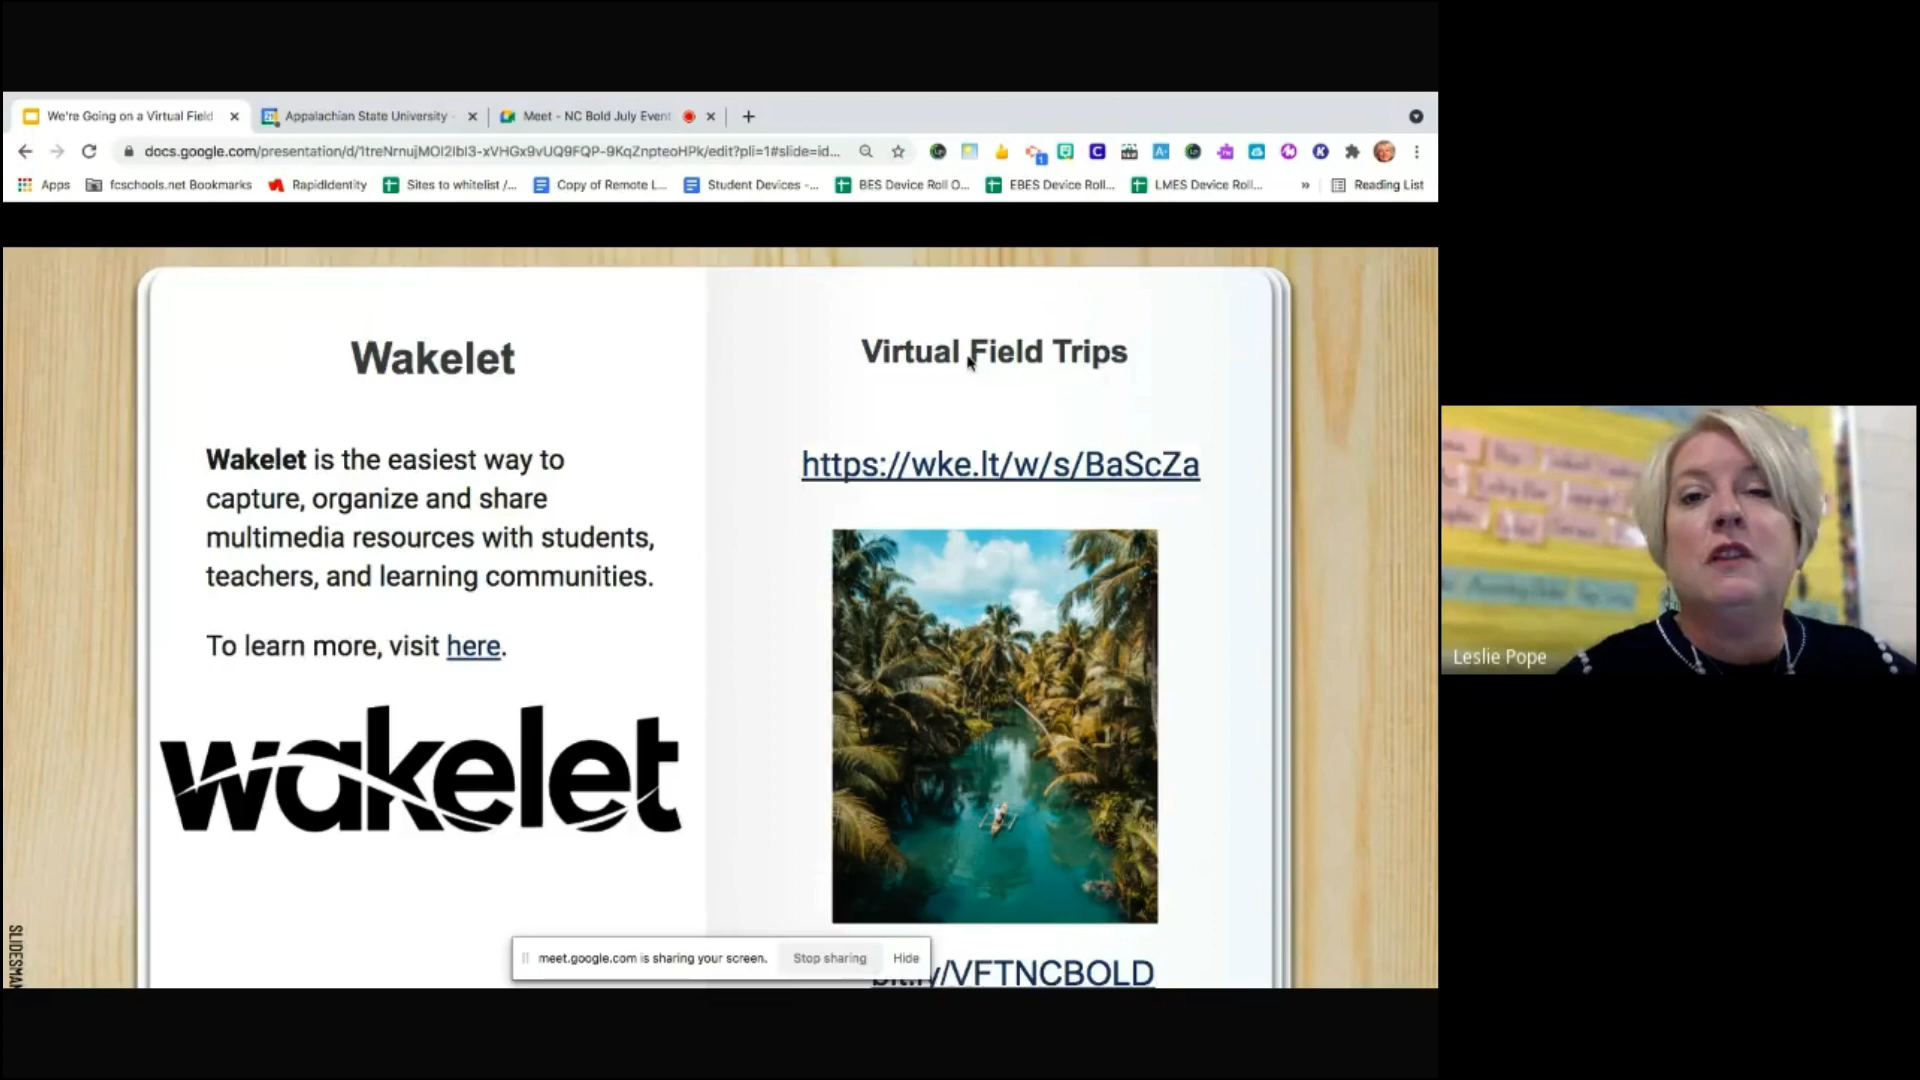 We're Going on a Virtual Field
Appalachian State University -
Meet - NC Bold July Event
docs.google.com/presentation/d/1treNrnujMOI2IbI3-xVHGx9vUQ9FQP-9KqZnpteoHPk/edit?pli=1#slide=id...
Apps
fcschools.net Bookmarks
RapidIdentity
Sites to whitelist /...
Copy of Remote L...
Student Devices -...
BES Device Roll O...
EBES Device Roll...
LMES Device Roll...
»
Reading List
Wakelet
Wakelet is the easiest way to
capture, organize and share
multimedia resources with students,
teachers, and learning communities.
To learn more, visit here.
wakelet
Virtual Field Trips
https://wke.lt/w/s/BaScZa
/VFTNCBOLD
meet.google.com is sharing your screen.
Stop sharing
Hide
SLIDESMAN
Leslie Pope